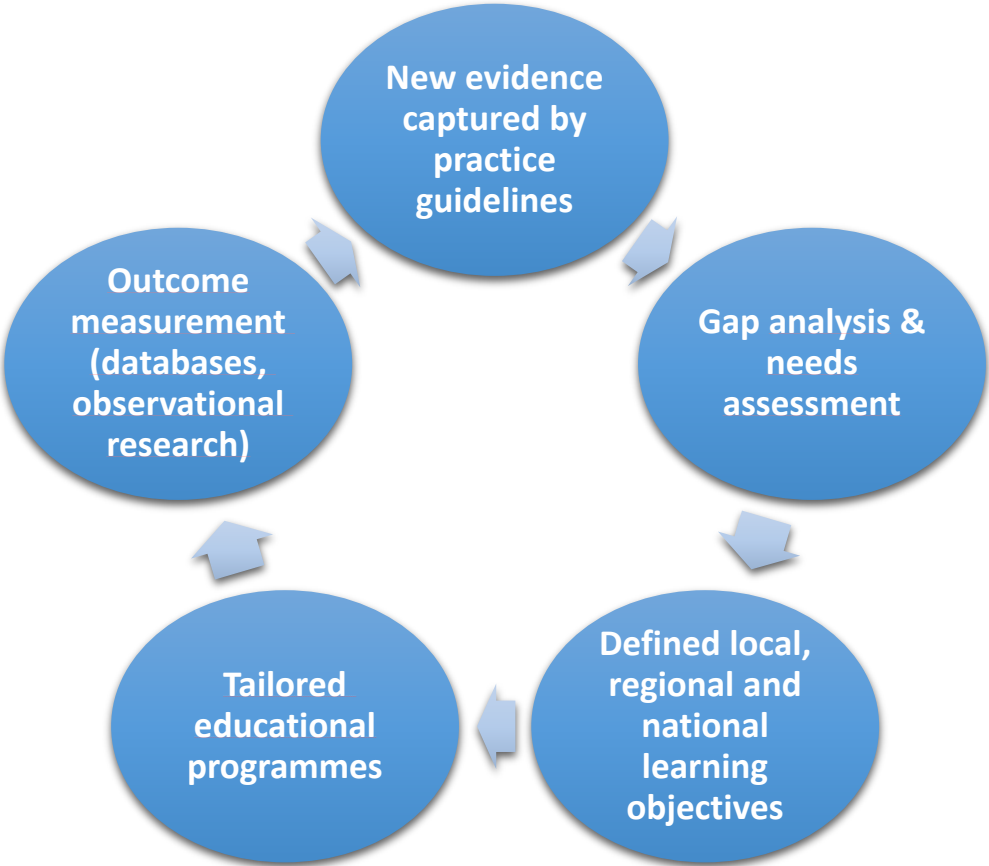 New evidence
captured by
practice
guidelines
Gap analysis &
needs
assessment
Defined local,
regional and
national
learning
objectives
Tailored
educational
programmes
Outcome
measurement
(databases,
observational
research)